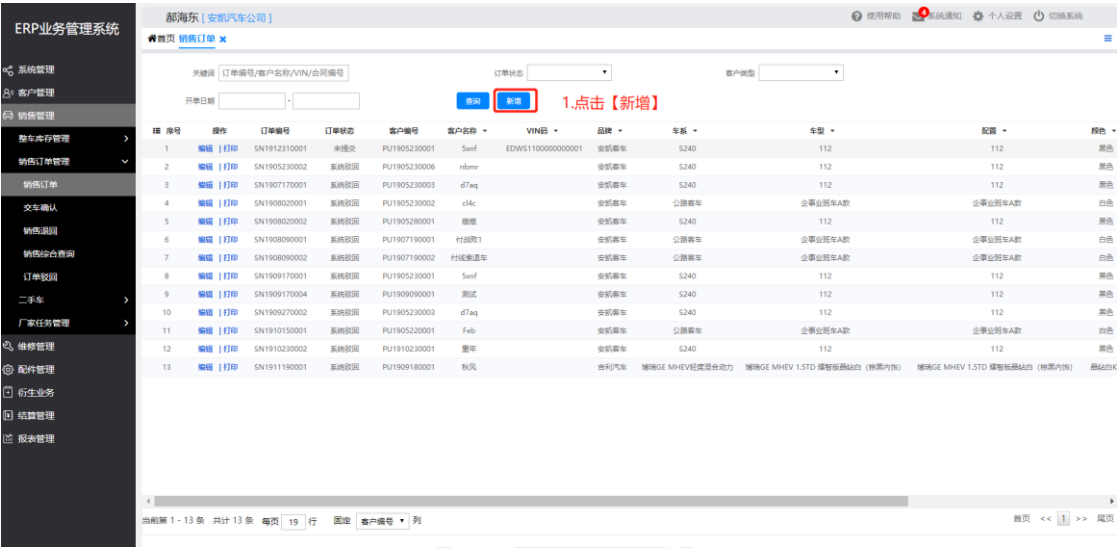 ERP业务管理系统
郝海东 [ 安凯汽车公司 ]
使用帮助 4 系统通知 个人设置 切换系统
首页 销售订单 ×
系统管理
客户管理
销售管理
整车库存管理
销售订单管理
销售订单
交车确认
销售退回
销售综合查询
订单驳回
二手车
厂家任务管理
维修管理
配件管理
衍生业务
结算管理
报表管理
关键词 订单编号/客户名称/VIN/合同编号 订单状态 客户类型
开单日期 - 查询 新增 1.点击【新增】
序号 操作 订单编号 订单状态 客户编号 客户名称 VIN码 品牌 车系 车型 配置 颜色
1 编辑 | 打印 SN1912310001 未提交 PU1905230001 5xnf EDWS1100000000001 安凯客车 S240 112 112 黑色
2 编辑 | 打印 SN1905230002 系统驳回 PU1905230006 nbmr 安凯客车 S240 112 112 黑色
3 编辑 | 打印 SN1907170001 系统驳回 PU1905230003 d7aq 安凯客车 S240 112 112 黑色
4 编辑 | 打印 SN1908020001 系统驳回 PU1905230002 cl4c 安凯客车 公路客车 企事业班车A款 企事业班车A款 白色
5 编辑 | 打印 SN1908020002 系统驳回 PU1905280001 安凯客车 S240 112 112 黑色
6 编辑 | 打印 SN1908090001 系统驳回 PU1907190001 付战败1 安凯客车 公路客车 企事业班车A款 企事业班车A款 白色
7 编辑 | 打印 SN1908090002 系统驳回 PU1907190002 付线索退车 安凯客车 公路客车 企事业班车A款 企事业班车A款 白色
8 编辑 | 打印 SN1909170001 系统驳回 PU1905230001 5xnf 安凯客车 S240 112 112 黑色
9 编辑 | 打印 SN1909170004 系统驳回 PU1909090001 测试 安凯客车 S240 112 112 黑色
10 编辑 | 打印 SN1909270002 系统驳回 PU1905230003 d7aq 安凯客车 S240 112 112 黑色
11 编辑 | 打印 SN1910150001 系统驳回 PU1905220001 Feb 安凯客车 公路客车 企事业班车A款 企事业班车A款 白色
12 编辑 | 打印 SN1910230002 系统驳回 PU1910230001 童年 安凯客车 S240 112 112 黑色
13 编辑 | 打印 SN1911190001 系统驳回 PU1909180001 秋风 吉利汽车 博瑞GE MHEV轻度混合动力 博瑞GE MHEV 1.5TD 耀智版晶钻白（棕黑内饰） 博瑞GE MHEV 1.5TD 耀智版晶钻白（棕黑内饰） 晶钻白K
当前第 1 - 13 条 共计 13 条 每页 19 行 固定 客户编号 列
首页 << 1 >> 尾页